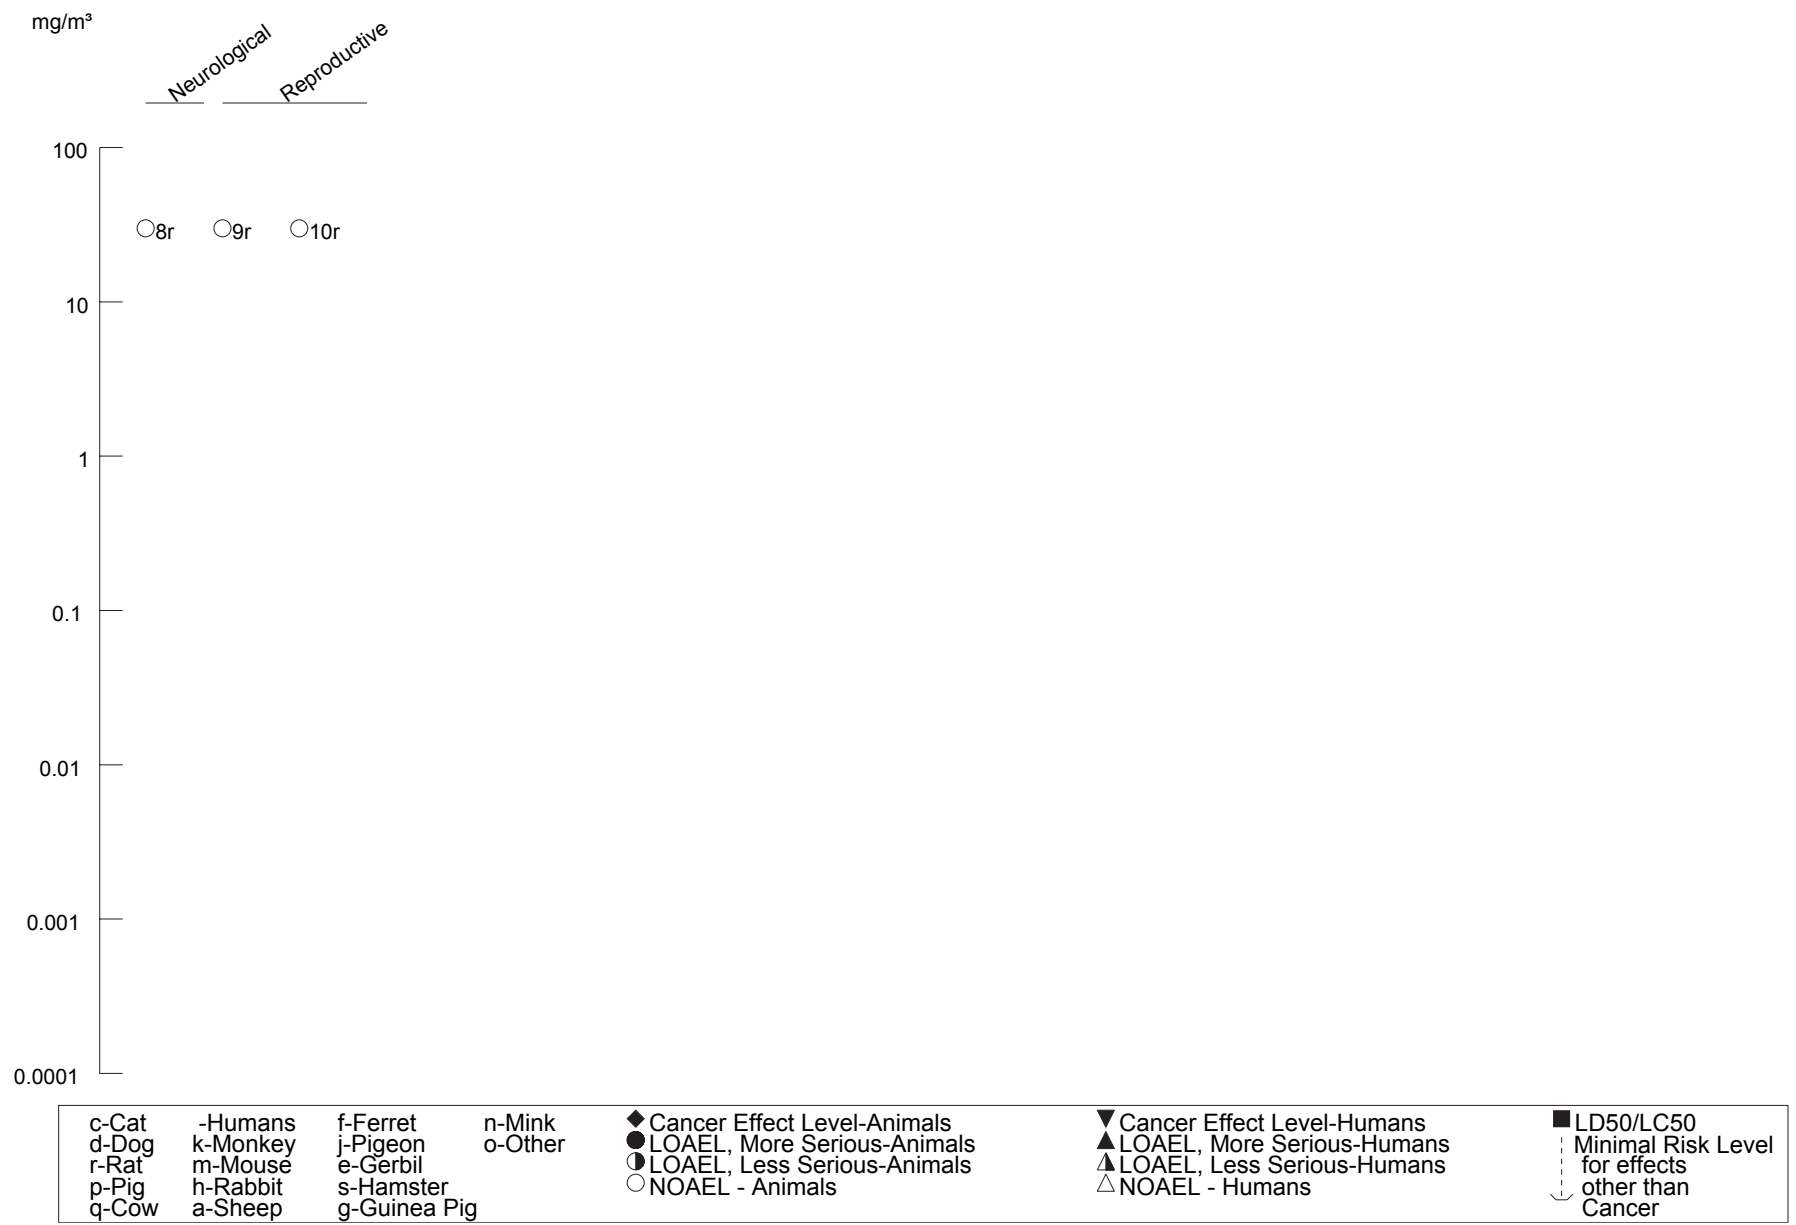 mg/m³
Neurological
Reproductive
100
8r
9r
10r
10
1
0.1
0.01
0.001
0.0001
c-Cat
d-Dog
r-Rat
p-Pig
q-Cow
-Humans
k-Monkey
m-Mouse
h-Rabbit
a-Sheep
f-Ferret
j-Pigeon
e-Gerbil
s-Hamster
g-Guinea Pig
n-Mink
o-Other
Cancer Effect Level-Animals
LOAEL, More Serious-Animals
LOAEL, Less Serious-Animals
NOAEL - Animals
Cancer Effect Level-Humans
LOAEL, More Serious-Humans
LOAEL, Less Serious-Humans
NOAEL - Humans
LD50/LC50
Minimal Risk Level
for effects
other than
Cancer